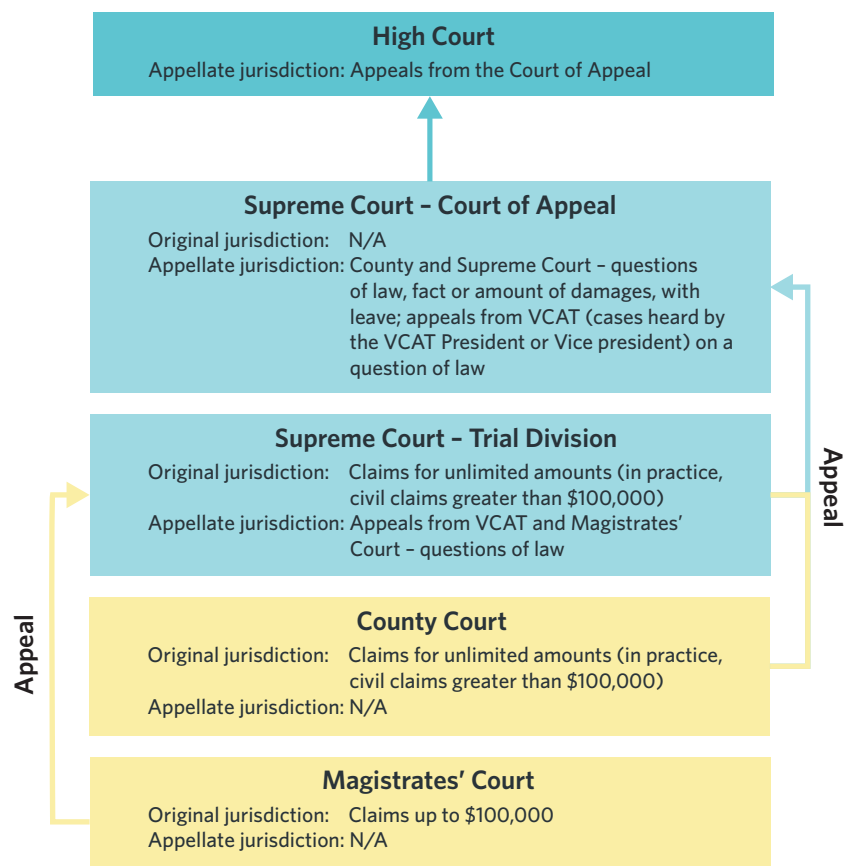 High Court
Appellate jurisdiction: Appeals from the Court of Appeal
Supreme Court – Court of Appeal
Original jurisdiction: N/A
Appellate jurisdiction: County and Supreme Court – questions
of law, fact or amount of damages, with
leave; appeals from VCAT (cases heard by
the VCAT President or Vice president) on a
question of law
Supreme Court – Trial Division
Original jurisdiction: Claims for unlimited amounts (in practice,
civil claims greater than $100,000)
Appellate jurisdiction: Appeals from VCAT and Magistrates'
Court – questions of law
Appeal
County Court
Original jurisdiction: Claims for unlimited amounts (in practice,
civil claims greater than $100,000)
Appellate jurisdiction: N/A
Appeal
Magistrates' Court
Original jurisdiction: Claims up to $100,000
Appellate jurisdiction: N/A